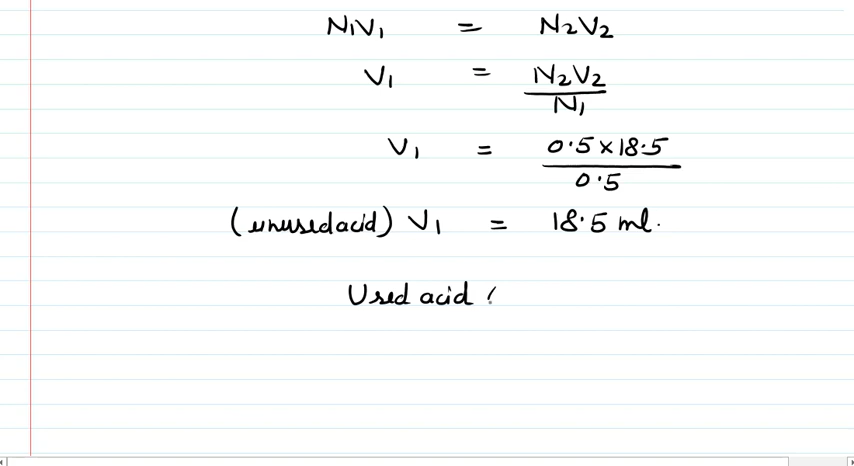 N₁V₁ = N₂V₂
V₁ = N₂V₂ / N₁
V₁ = 0.5 × 18.5 / 0.5
(unused acid) V₁ = 18.5 ml.
Used acid (